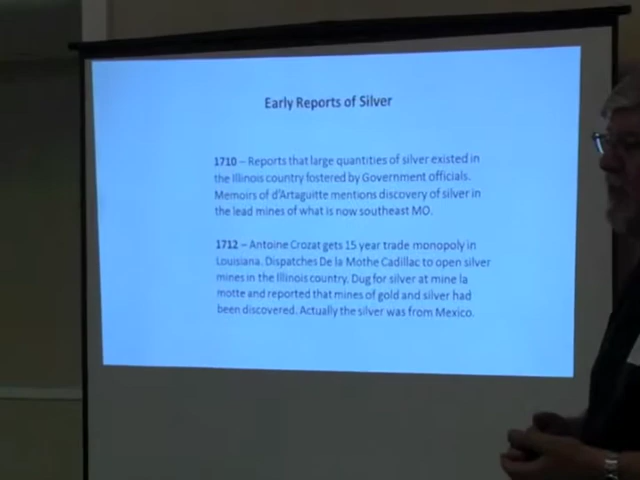 Early Reports of Silver
1710 – Reports that large quantities of silver existed in
the Illinois country fostered by Government officials.
Memoirs of d'Artaguitte mentions discovery of silver in
the lead mines of what is now southeast MO.
1712 – Antoine Crozat gets 15 year trade monopoly in
Louisiana. Dispatches De la Mothe Cadillac to open silver
mines in the Illinois country. Dug for silver at mine la
motte and reported that mines of gold and silver had
been discovered. Actually the silver was from Mexico.